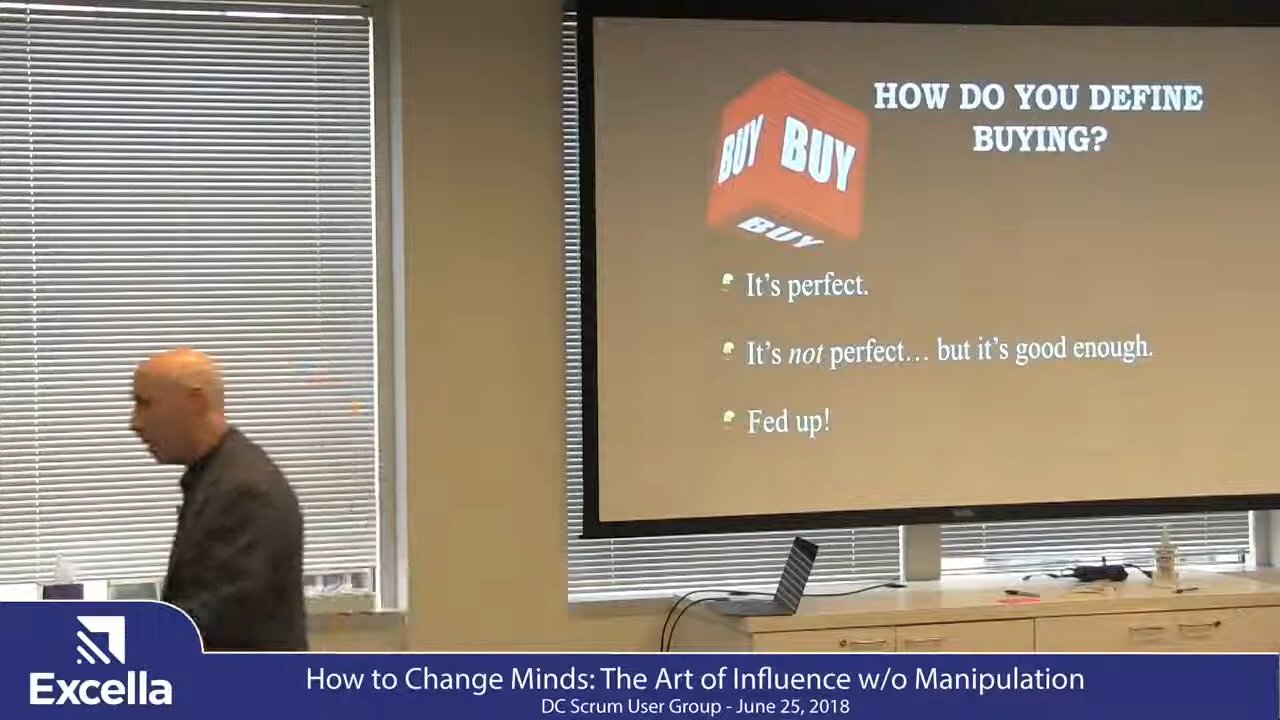 HOW DO YOU DEFINE
BUYING?
BUY BUY
BUY
It's perfect.
It's not perfect... but it's good enough.
Fed up!
Excella
How to Change Minds: The Art of Influence w/o Manipulation
DC Scrum User Group - June 25, 2018